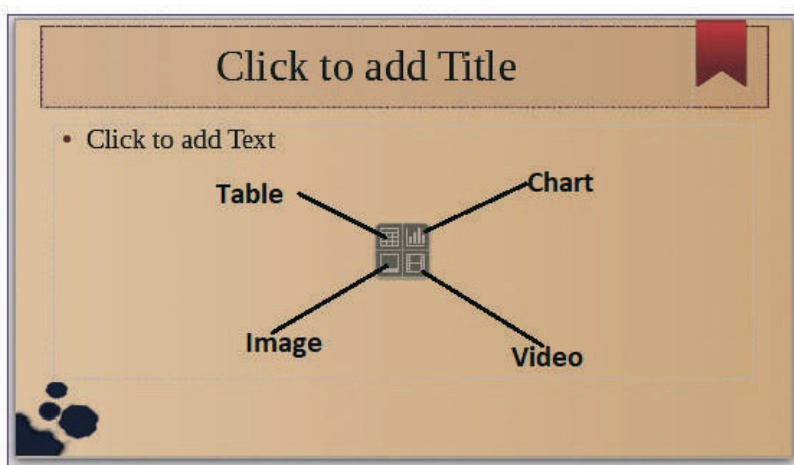 Click to add Title
• Click to add Text
Table
Chart
Image
Video